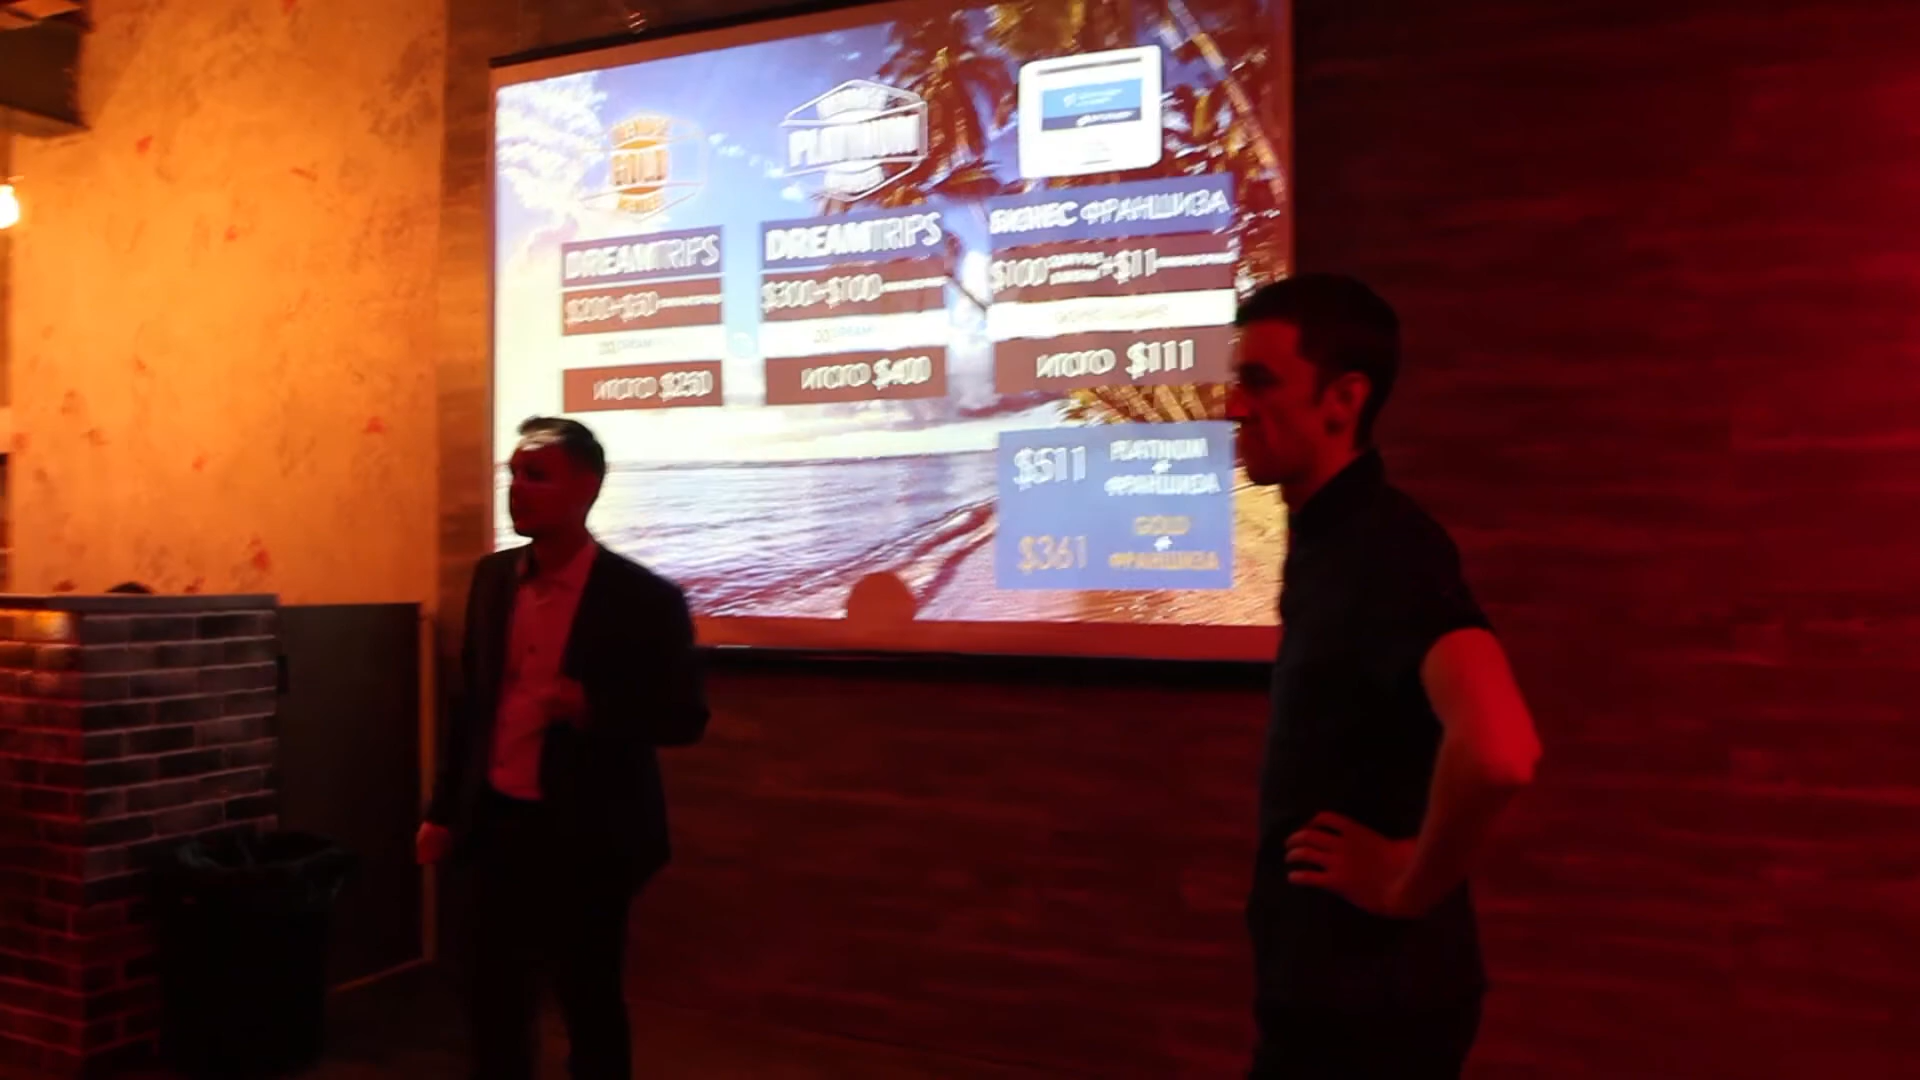 GOLD
DREAMTRIPS
$200+$50
ИТОГО $250
PLATINUM
DREAMTRIPS
$300+$100
ИТОГО $400
БИЗНЕС ФРАНШИЗА
$100 +$11
ИТОГО $111
$511 PLATINUM
+
ФРАНШИЗА
$361 GOLD
+
ФРАНШИЗА